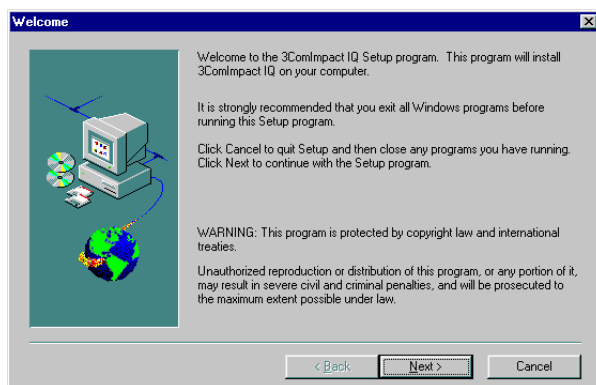 Welcome
Welcome to the 3ComImpact IQ Setup program. This program will install
3ComImpact IQ on your computer.
It is strongly recommended that you exit all Windows programs before
running this Setup program.
Click Cancel to quit Setup and then close any programs you have running.
Click Next to continue with the Setup program.
WARNING: This program is protected by copyright law and international
treaties.
Unauthorized reproduction or distribution of this program, or any portion of it,
may result in severe civil and criminal penalties, and will be prosecuted to
the maximum extent possible under law.
< Back
Next >
Cancel